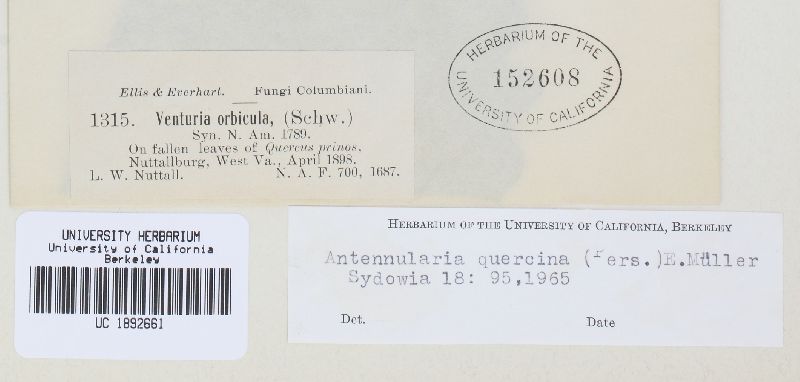 Ellis & Everhart. Fungi Columbiani.
1315. Venturia orbicula, (Schw.)
Syn. N. Am. 1789.
On fallen leaves of Quercus prinos.
Nuttallburg, West Va., April 1898.
L. W. Nuttall. N. A. F. 700, 1687.
HERBARIUM OF THE
152608
UNIVERSITY OF CALIFORNIA
UNIVERSITY HERBARIUM
University of California
Berkeley
UC 1892661
HERBARIUM OF THE UNIVERSITY OF CALIFORNIA, BERKELEY
Antennularia quercina (Pers.)E.Müller
Sydowia 18: 95,1965
Det. Date